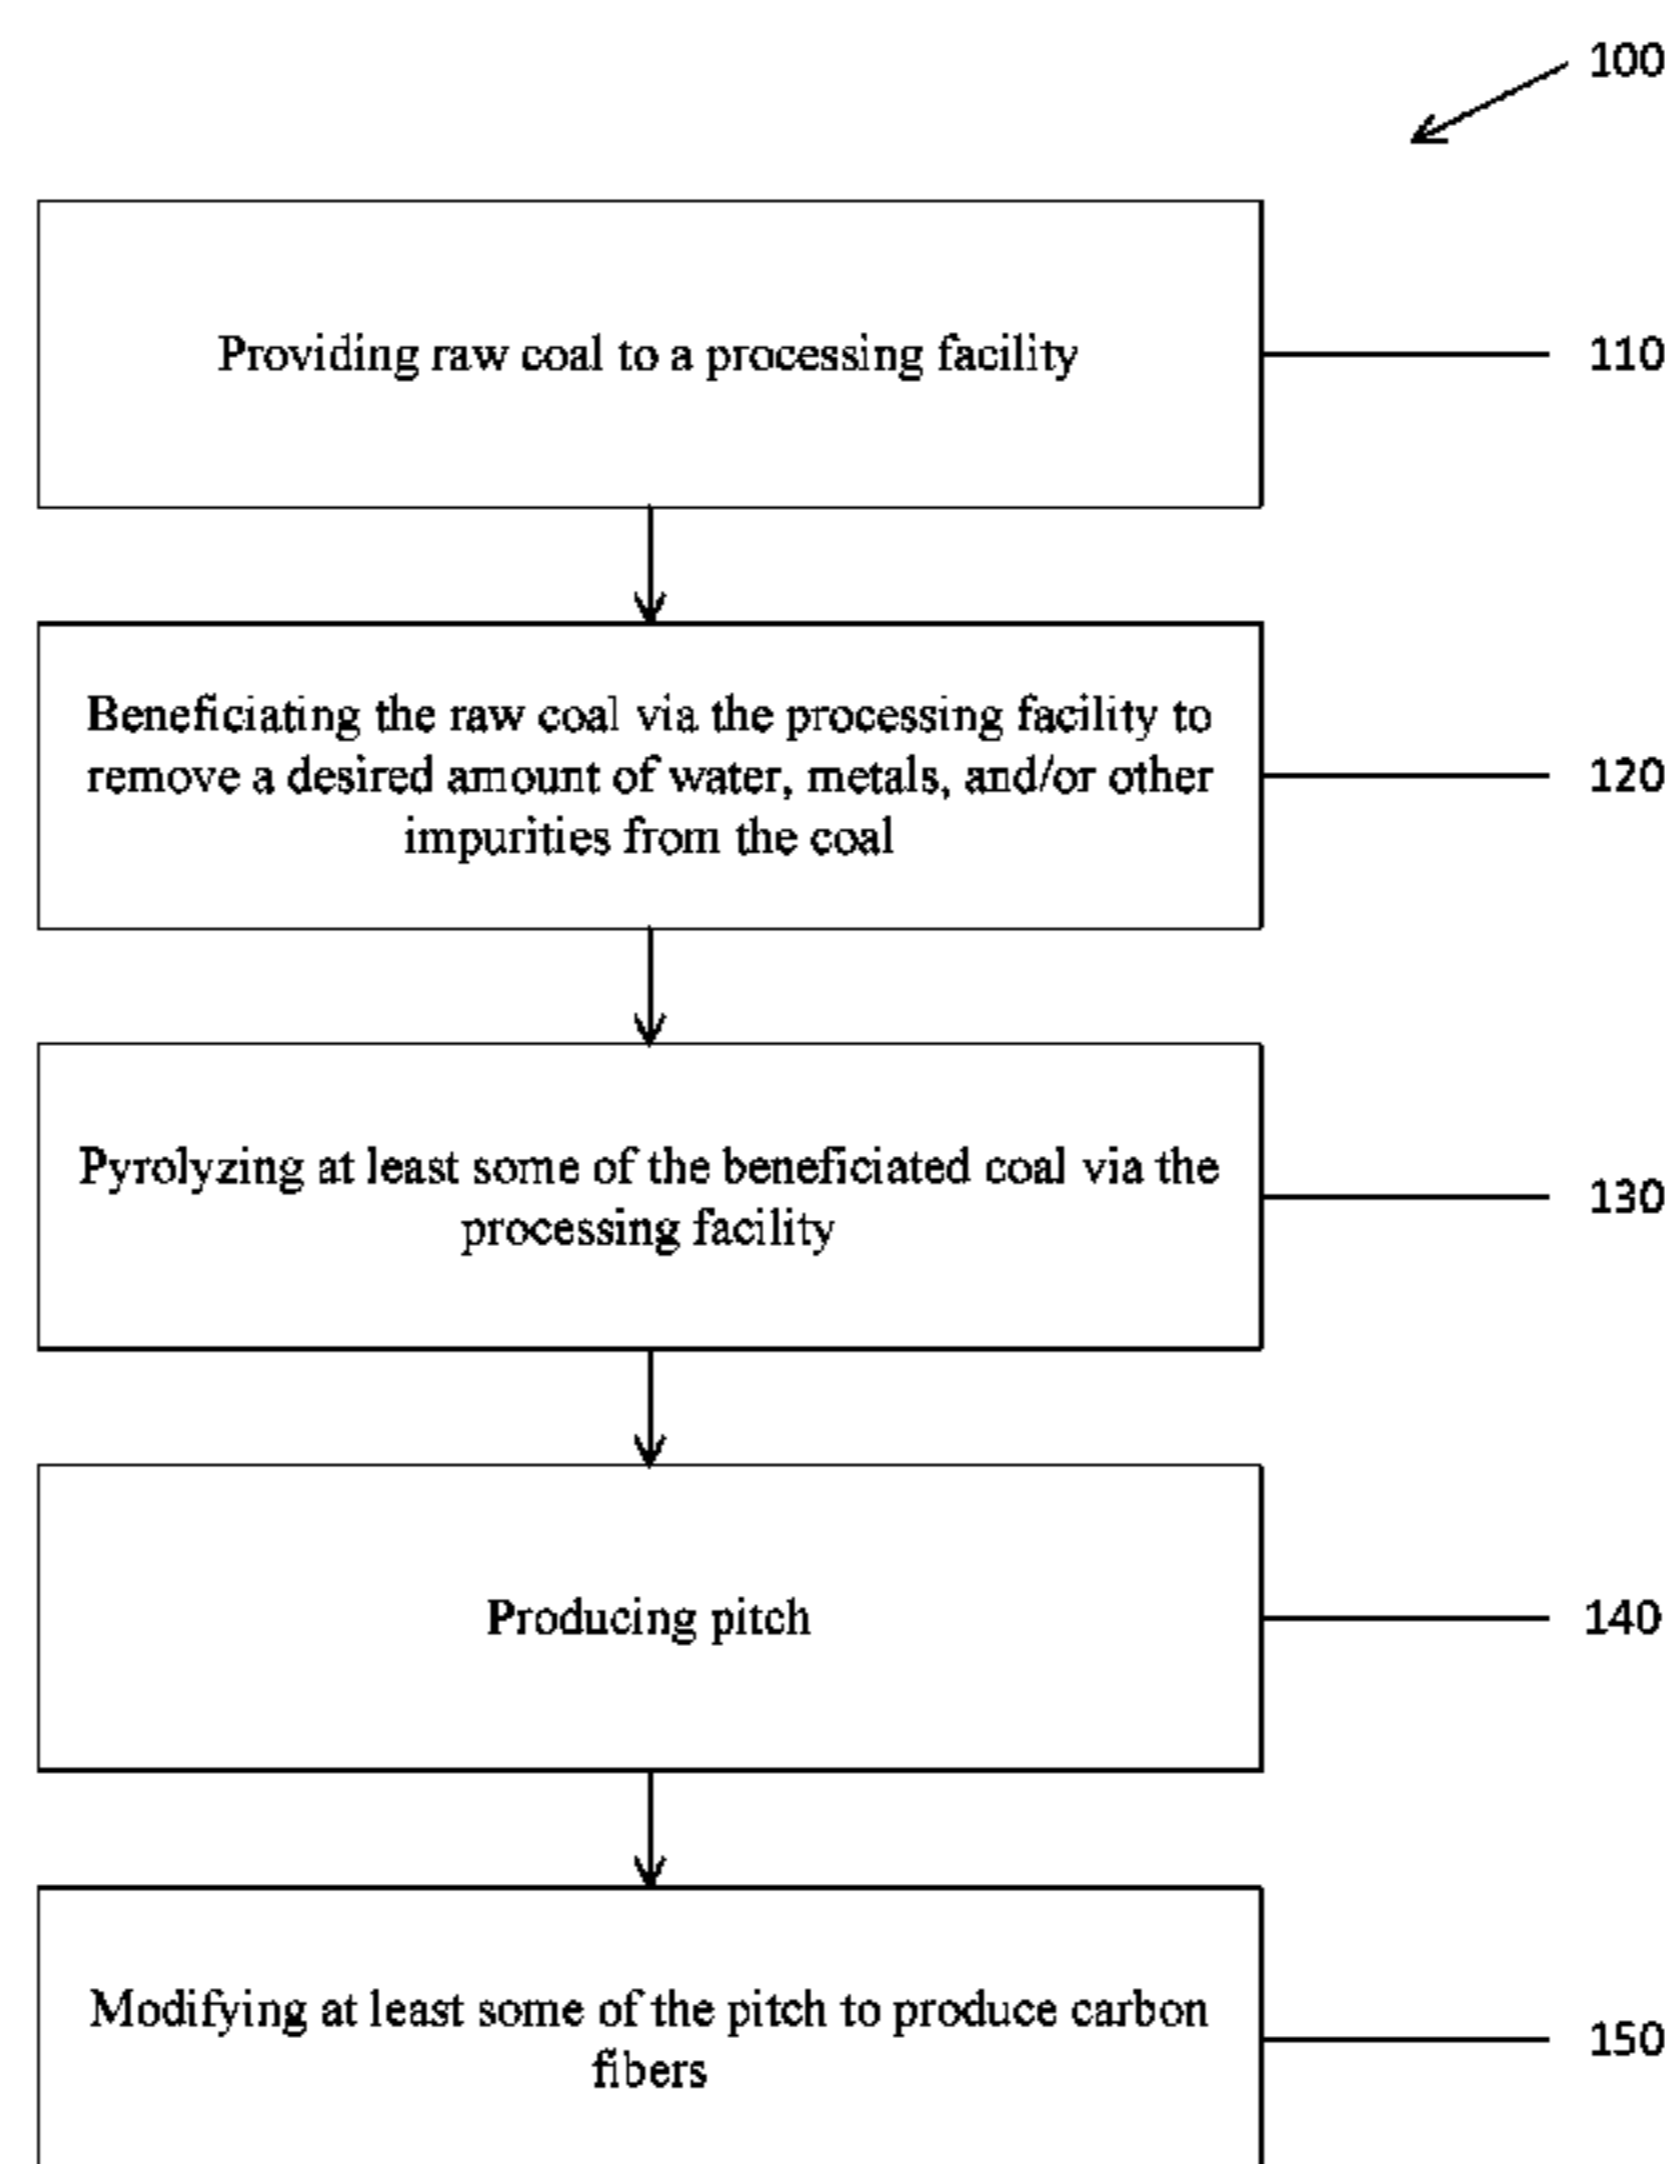 100
Providing raw coal to a processing facility
110
Beneficiating the raw coal via the processing facility to
remove a desired amount of water, metals, and/or other
impurities from the coal
120
Pyrolyzing at least some of the beneficiated coal via the
processing facility
130
Producing pitch
140
Modifying at least some of the pitch to produce carbon
fibers
150